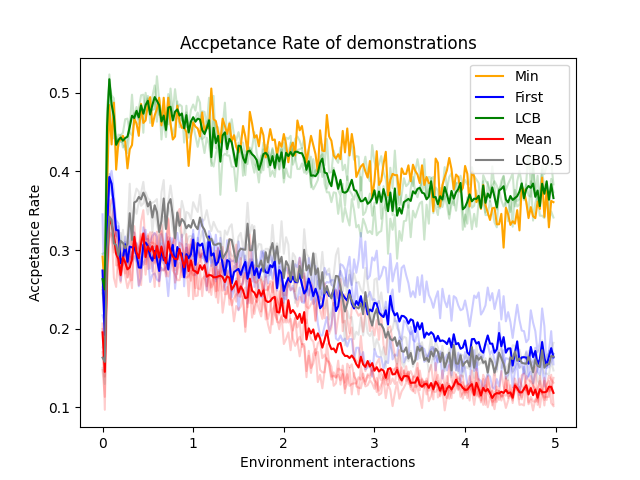 Accpetance Rate of demonstrations
Accpetance Rate
0.5
0.4
0.3
0.2
0.1
Min
First
LCB
Mean
LCB0.5
0 1 2 3 4 5
Environment interactions